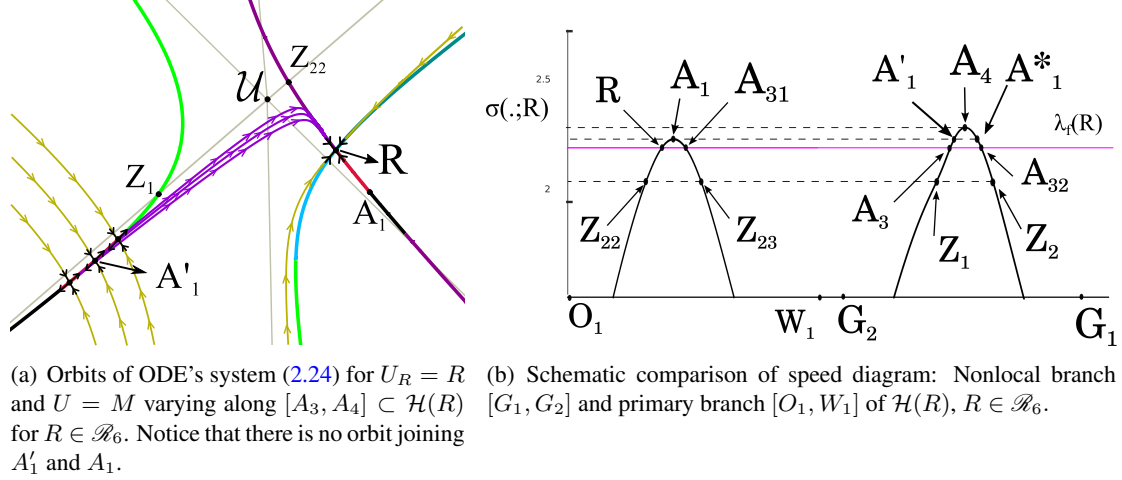 Z₂₂
𝒰
R
Z₁
A₁
A'₁
2.5
σ(.;R)
2
R
A₁
A₃₁
Z₂₂
Z₂₃
A'₁
A₄
A*₁
λ_f(R)
A₃
A₃₂
Z₁
Z₂
O₁
W₁
G₂
G₁
(a) Orbits of ODE's system (2.24) for U_R = R
and U = M varying along [A₃, A₄] ⊂ ℋ(R)
for R ∈ ℛ₆. Notice that there is no orbit joining
A′₁ and A₁.
(b) Schematic comparison of speed diagram: Nonlocal branch
[G₁, G₂] and primary branch [O₁, W₁] of ℋ(R), R ∈ ℛ₆.